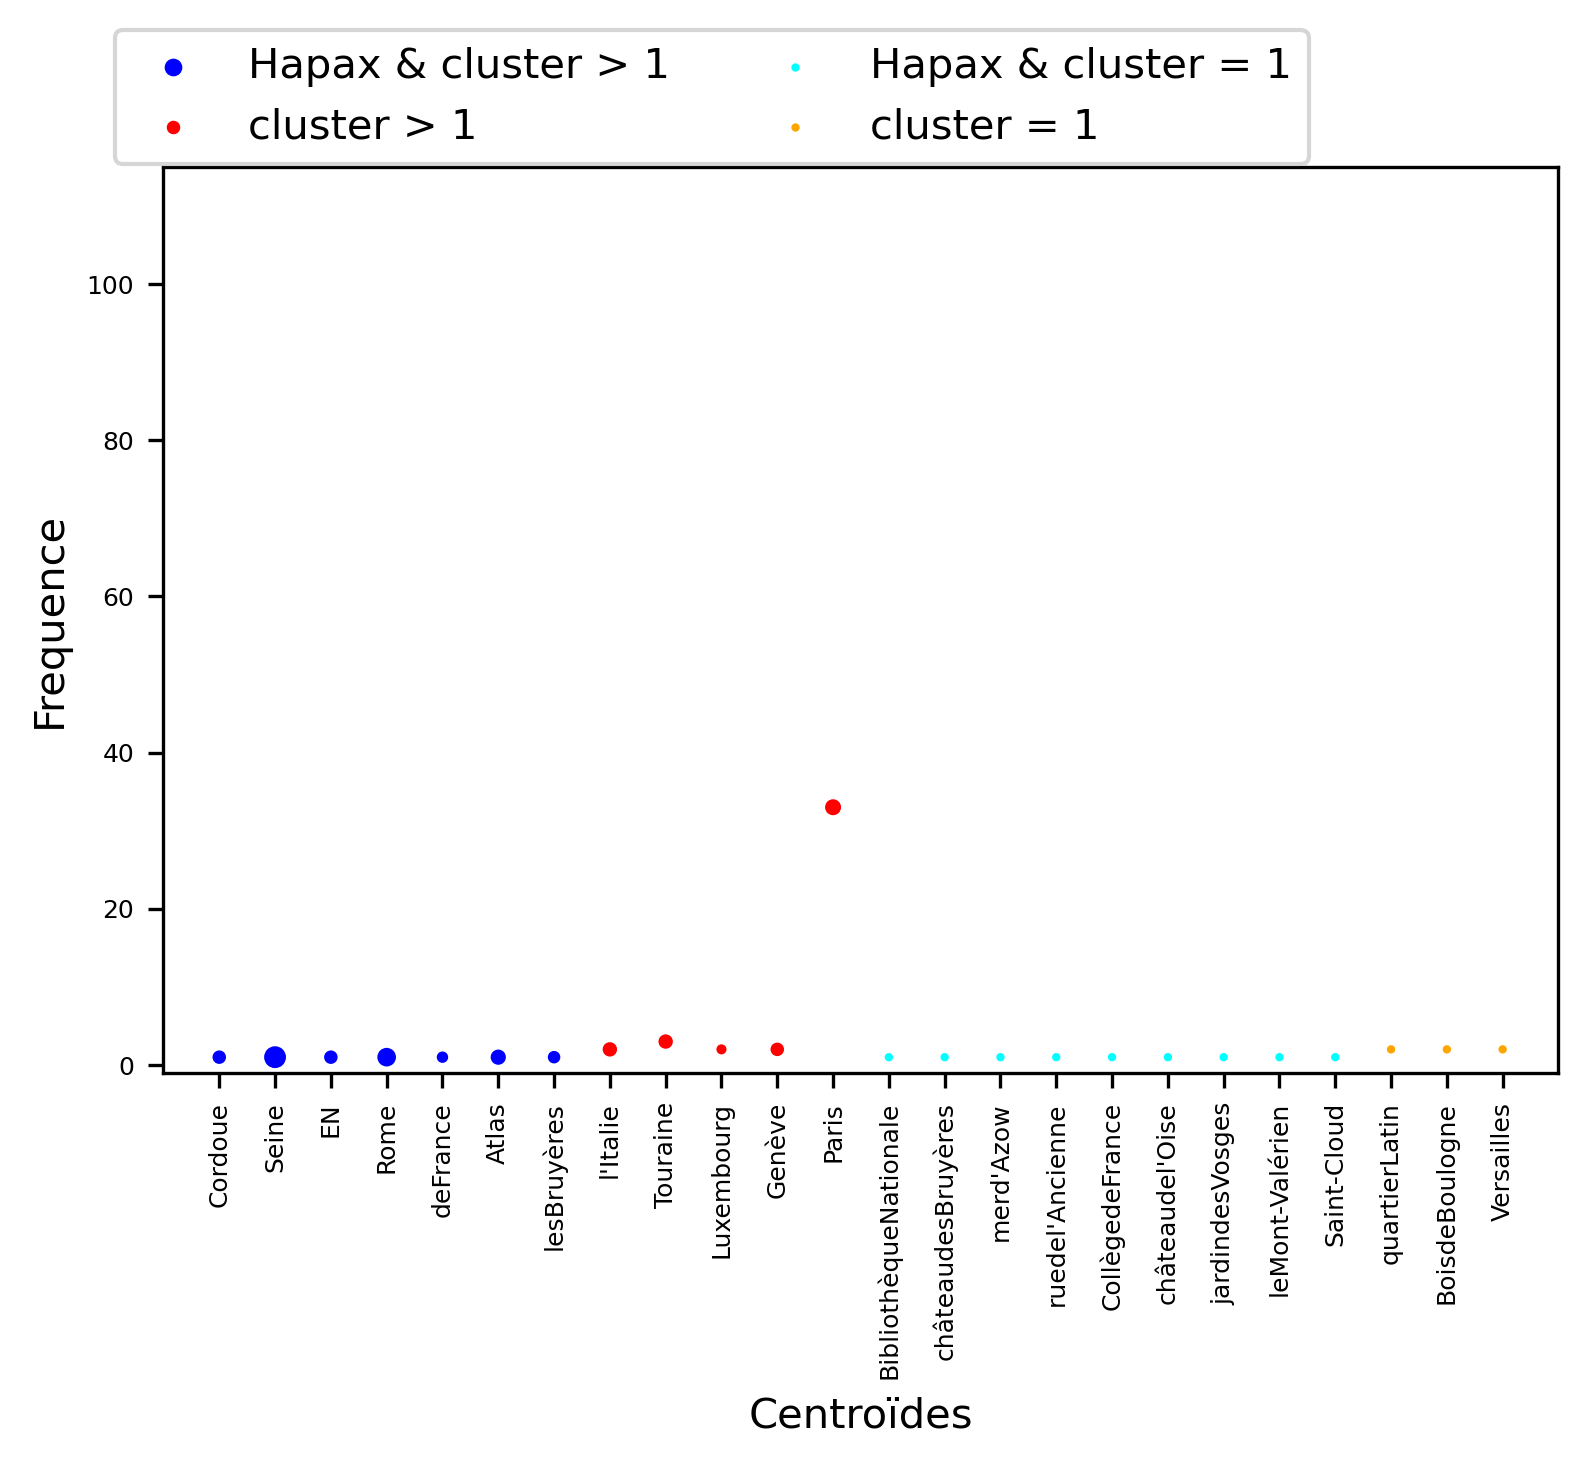 Hapax & cluster > 1
cluster > 1
Hapax & cluster = 1
cluster = 1
Frequence
100
80
60
40
20
0
Cordoue
Seine
EN
Rome
deFrance
Atlas
lesBruyères
l'Italie
Touraine
Luxembourg
Genève
Paris
BibliothèqueNationale
châteaudesBruyères
merd'Azow
ruedel'Ancienne
CollègedeFrance
châteaudel'Oise
jardindesVosges
leMont-Valérien
Saint-Cloud
quartierLatin
BoisdeBoulogne
Versailles
Centroïdes